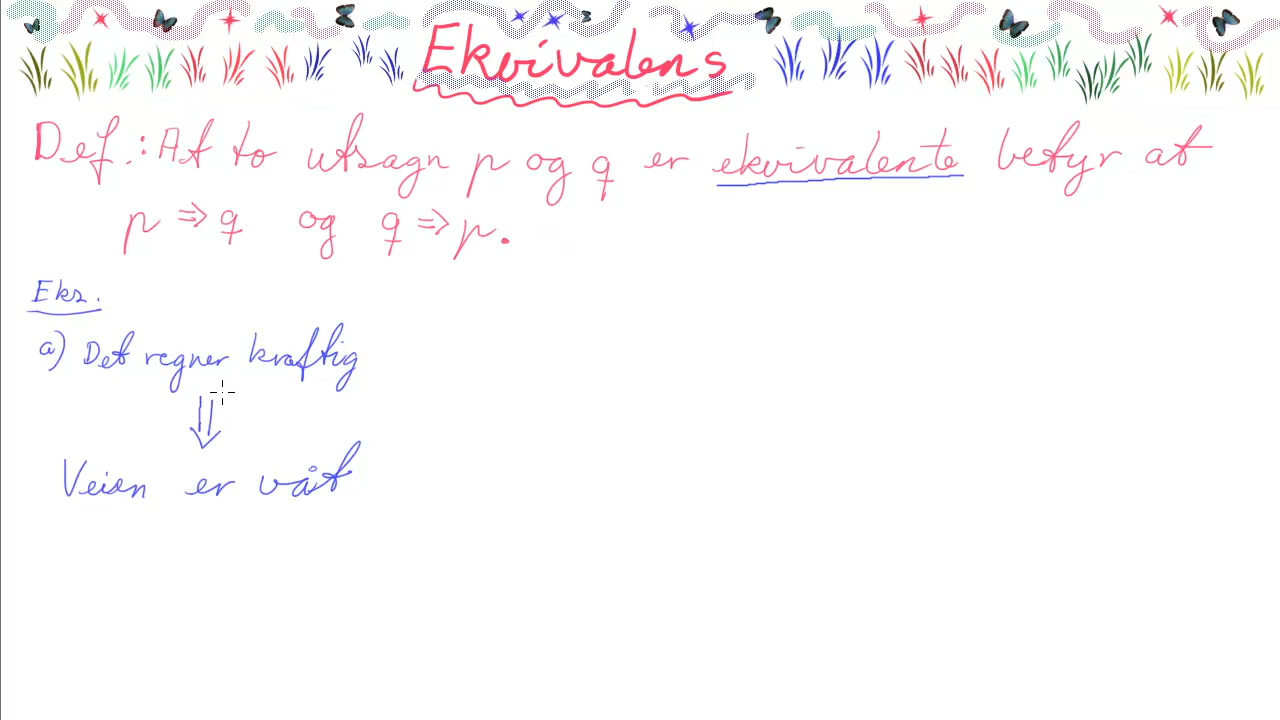 Ekvivalens
Def.: At to utsagn p og q er ekvivalente betyr at
p ⇒ q og q ⇒ p.
Eks.
a) Det regner kraftig
⇓
Veien er våt